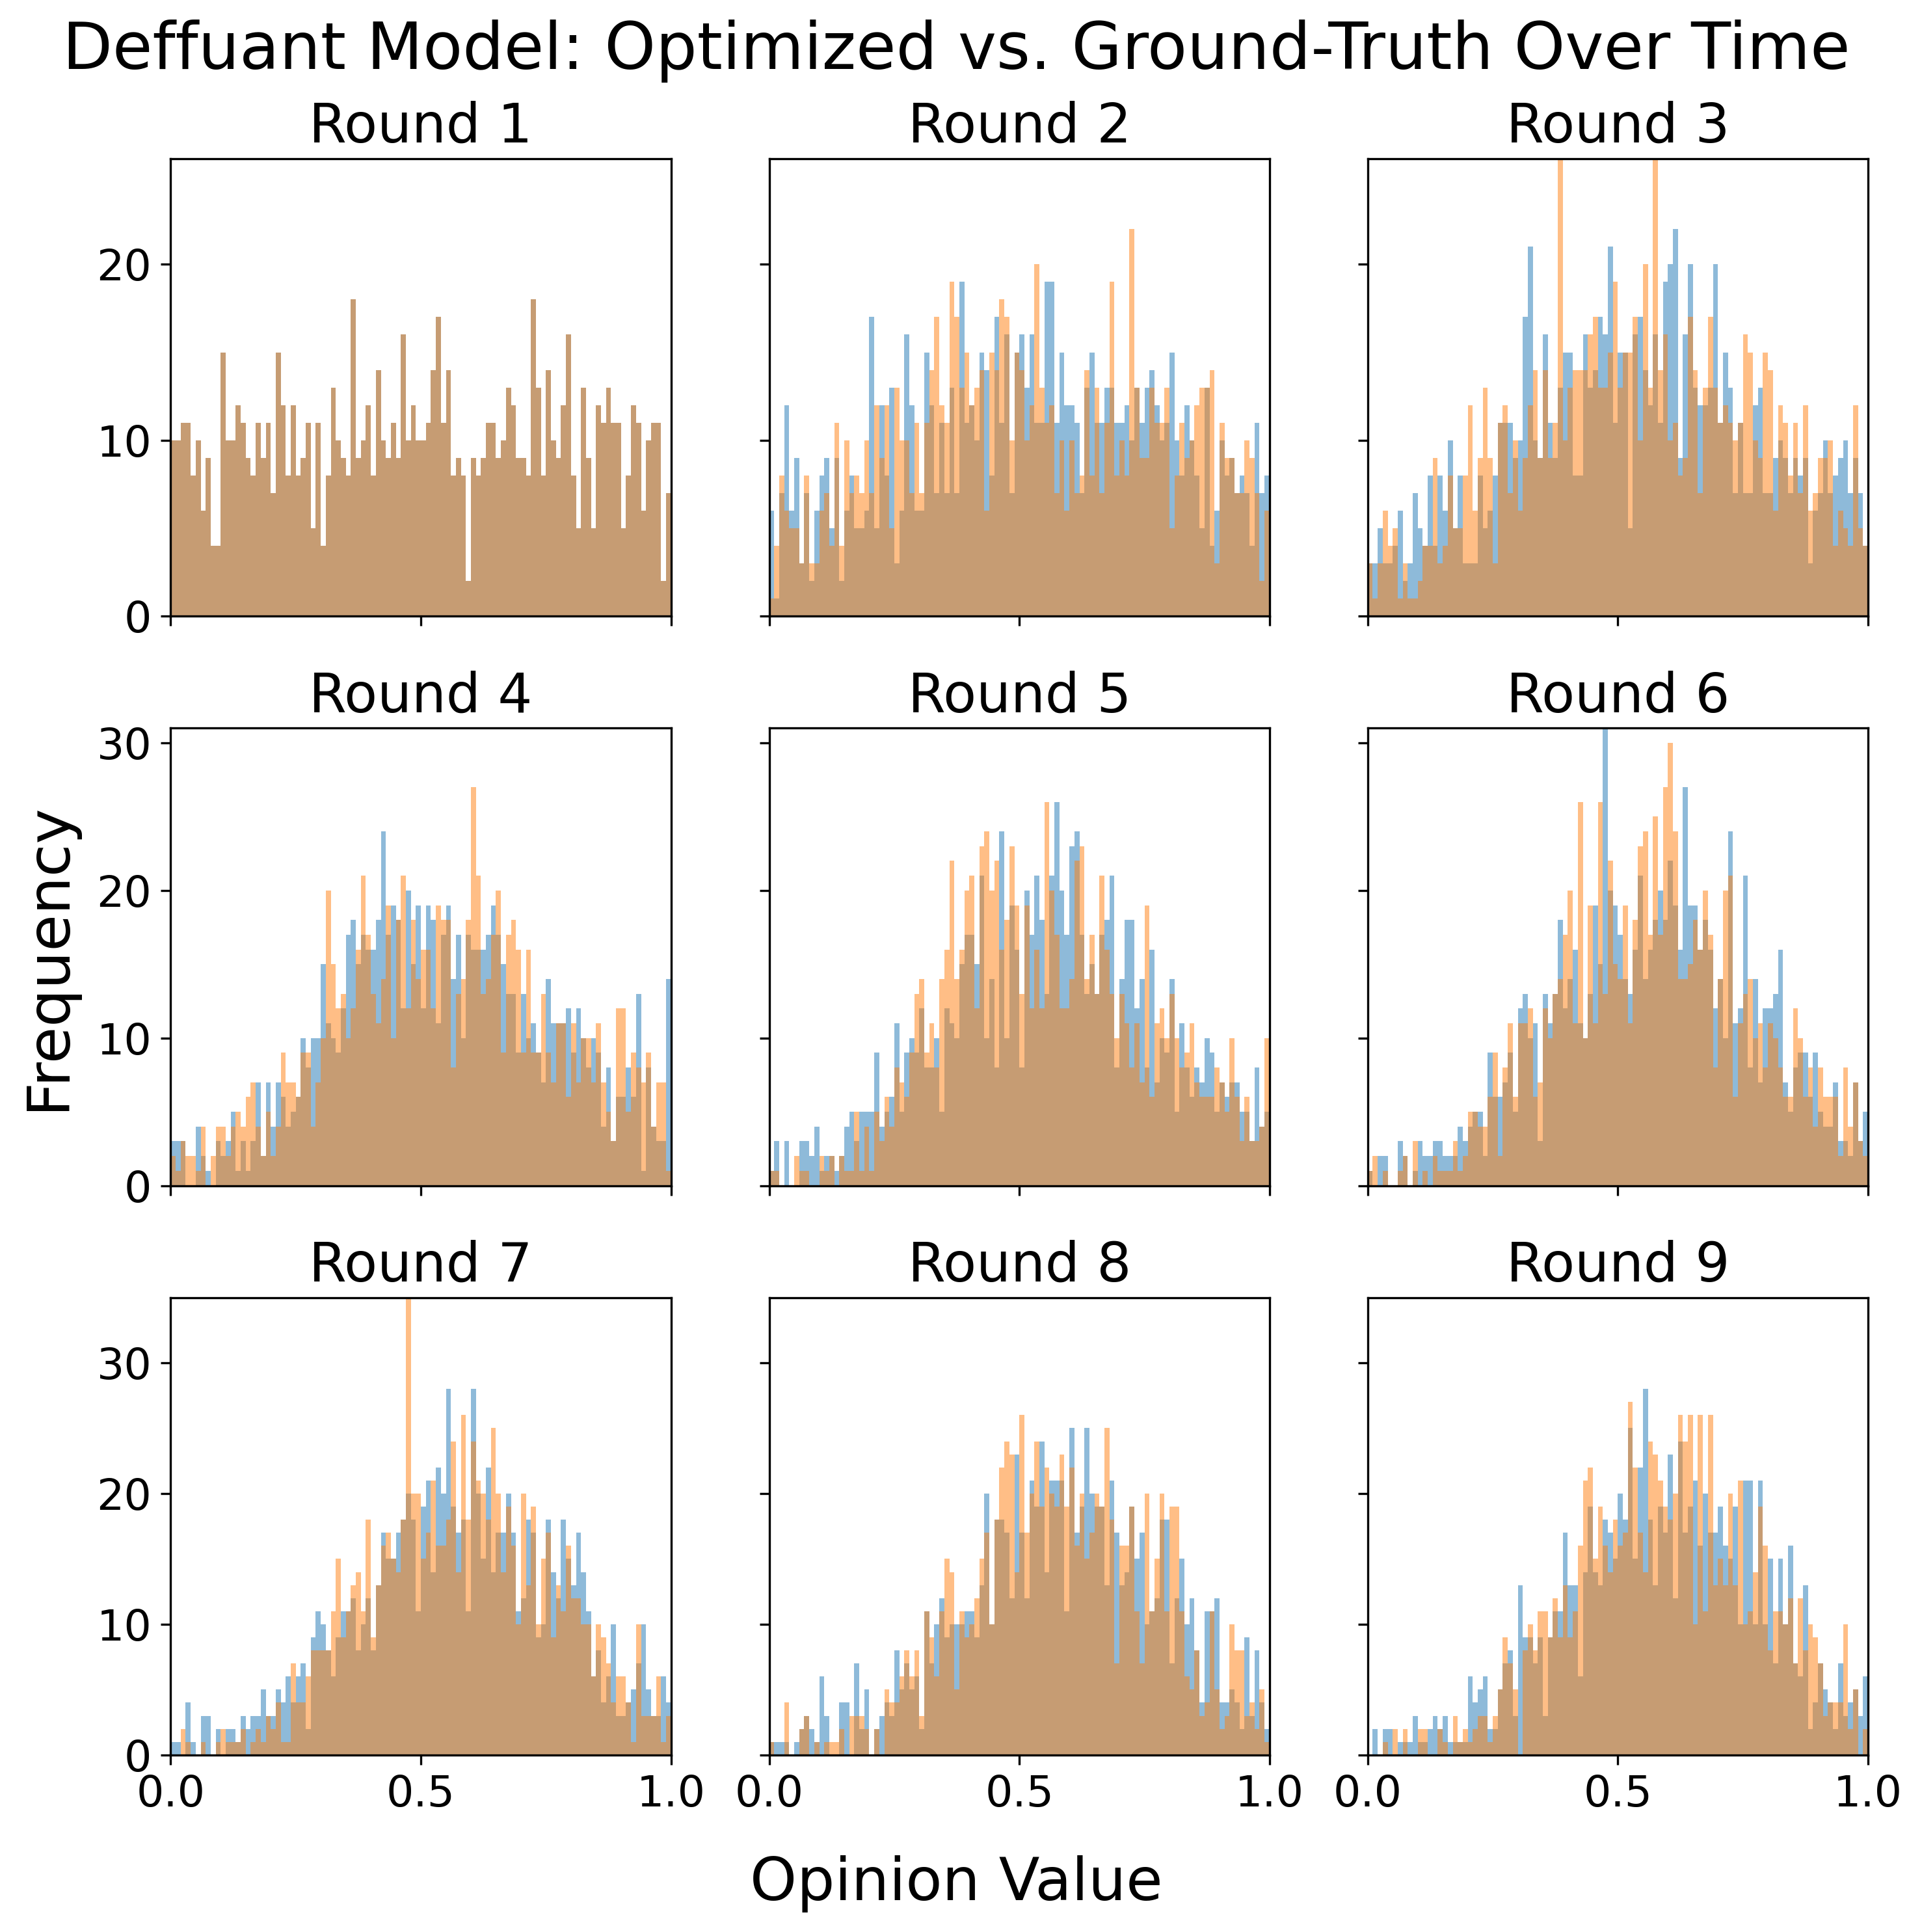 Deffuant Model: Optimized vs. Ground-Truth Over Time
Round 1
Round 2
Round 3
20
10
0
Round 4
Round 5
Round 6
30
20
10
0
Frequency
Round 7
Round 8
Round 9
30
20
10
0
0.0 0.5 1.0 0.0 0.5 1.0 0.0 0.5 1.0
Opinion Value